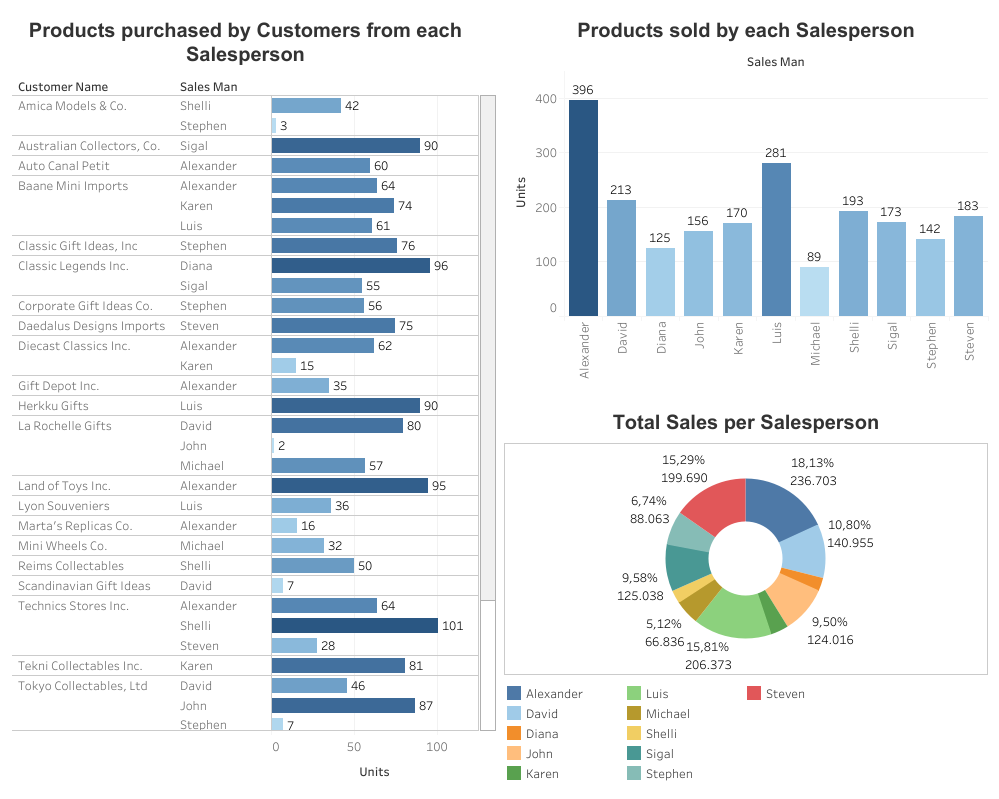 Products purchased by Customers from each
Salesperson
Customer Name Sales Man
Amica Models & Co. Shelli 42
Stephen 3
Australian Collectors, Co. Sigal 90
Auto Canal Petit Alexander 60
Baane Mini Imports Alexander 64
Karen 74
Luis 61
Classic Gift Ideas, Inc Stephen 76
Classic Legends Inc. Diana 96
Sigal 55
Corporate Gift Ideas Co. Stephen 56
Daedalus Designs Imports Steven 75
Diecast Classics Inc. Alexander 62
Karen 15
Gift Depot Inc. Alexander 35
Herkku Gifts Luis 90
La Rochelle Gifts David 80
John 2
Michael 57
Land of Toys Inc. Alexander 95
Lyon Souveniers Luis 36
Marta's Replicas Co. Alexander 16
Mini Wheels Co. Michael 32
Reims Collectables Shelli 50
Scandinavian Gift Ideas David 7
Technics Stores Inc. Alexander 64
Shelli 101
Steven 28
Tekni Collectables Inc. Karen 81
Tokyo Collectables, Ltd David 46
John 87
Stephen 7
0 50 100
Units
Products sold by each Salesperson
Sales Man
Units
400
300
200
100
0
396 213 125 156 170 281 89 193 173 142 183
Alexander David Diana John Karen Luis Michael Shelli Sigal Stephen Steven
Total Sales per Salesperson
18,13%
236.703
10,80%
140.955
9,50%
124.016
15,81%
206.373
5,12%
66.836
9,58%
125.038
6,74%
88.063
15,29%
199.690
Alexander Luis Steven
David Michael
Diana Shelli
John Sigal
Karen Stephen